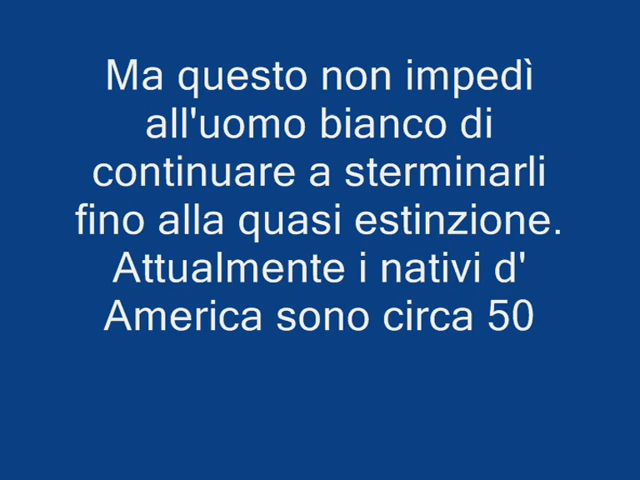 Ma questo non impedì
all'uomo bianco di
continuare a sterminarli
fino alla quasi estinzione.
Attualmente i nativi d'
America sono circa 50